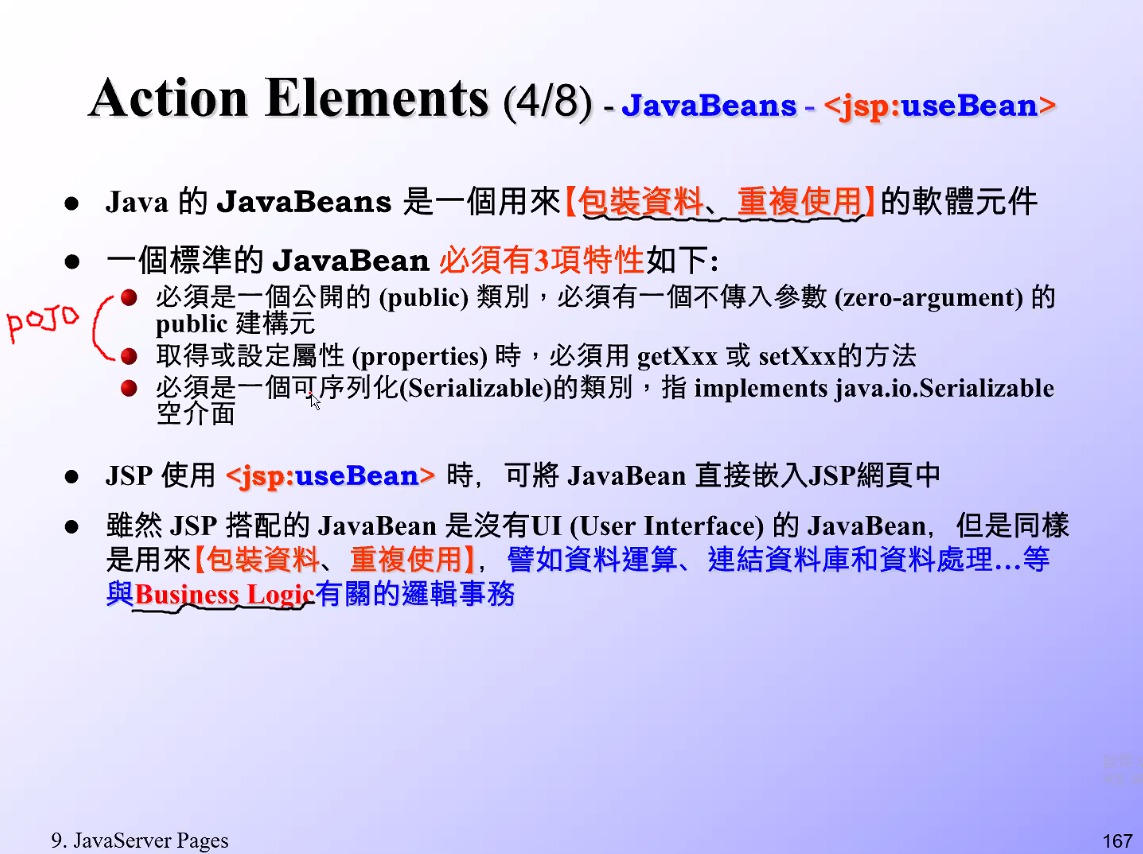 Action Elements (4/8) - JavaBeans - <jsp:useBean>
Java 的 JavaBeans 是一個用來【包裝資料、重複使用】的軟體元件
一個標準的 JavaBean 必須有3項特性如下:
必須是一個公開的 (public) 類別，必須有一個不傳入參數 (zero-argument) 的
public 建構元
POJO
取得或設定屬性 (properties) 時，必須用 getXxx 或 setXxx的方法
必須是一個可序列化(Serializable)的類別，指 implements java.io.Serializable
空介面
JSP 使用 <jsp:useBean> 時，可將 JavaBean 直接嵌入JSP網頁中
雖然 JSP 搭配的 JavaBean 是沒有UI (User Interface) 的 JavaBean，但是同樣
是用來【包裝資料、重複使用】，譬如資料運算、連結資料庫和資料處理…等
與Business Logic有關的邏輯事務
9. JavaServer Pages
167